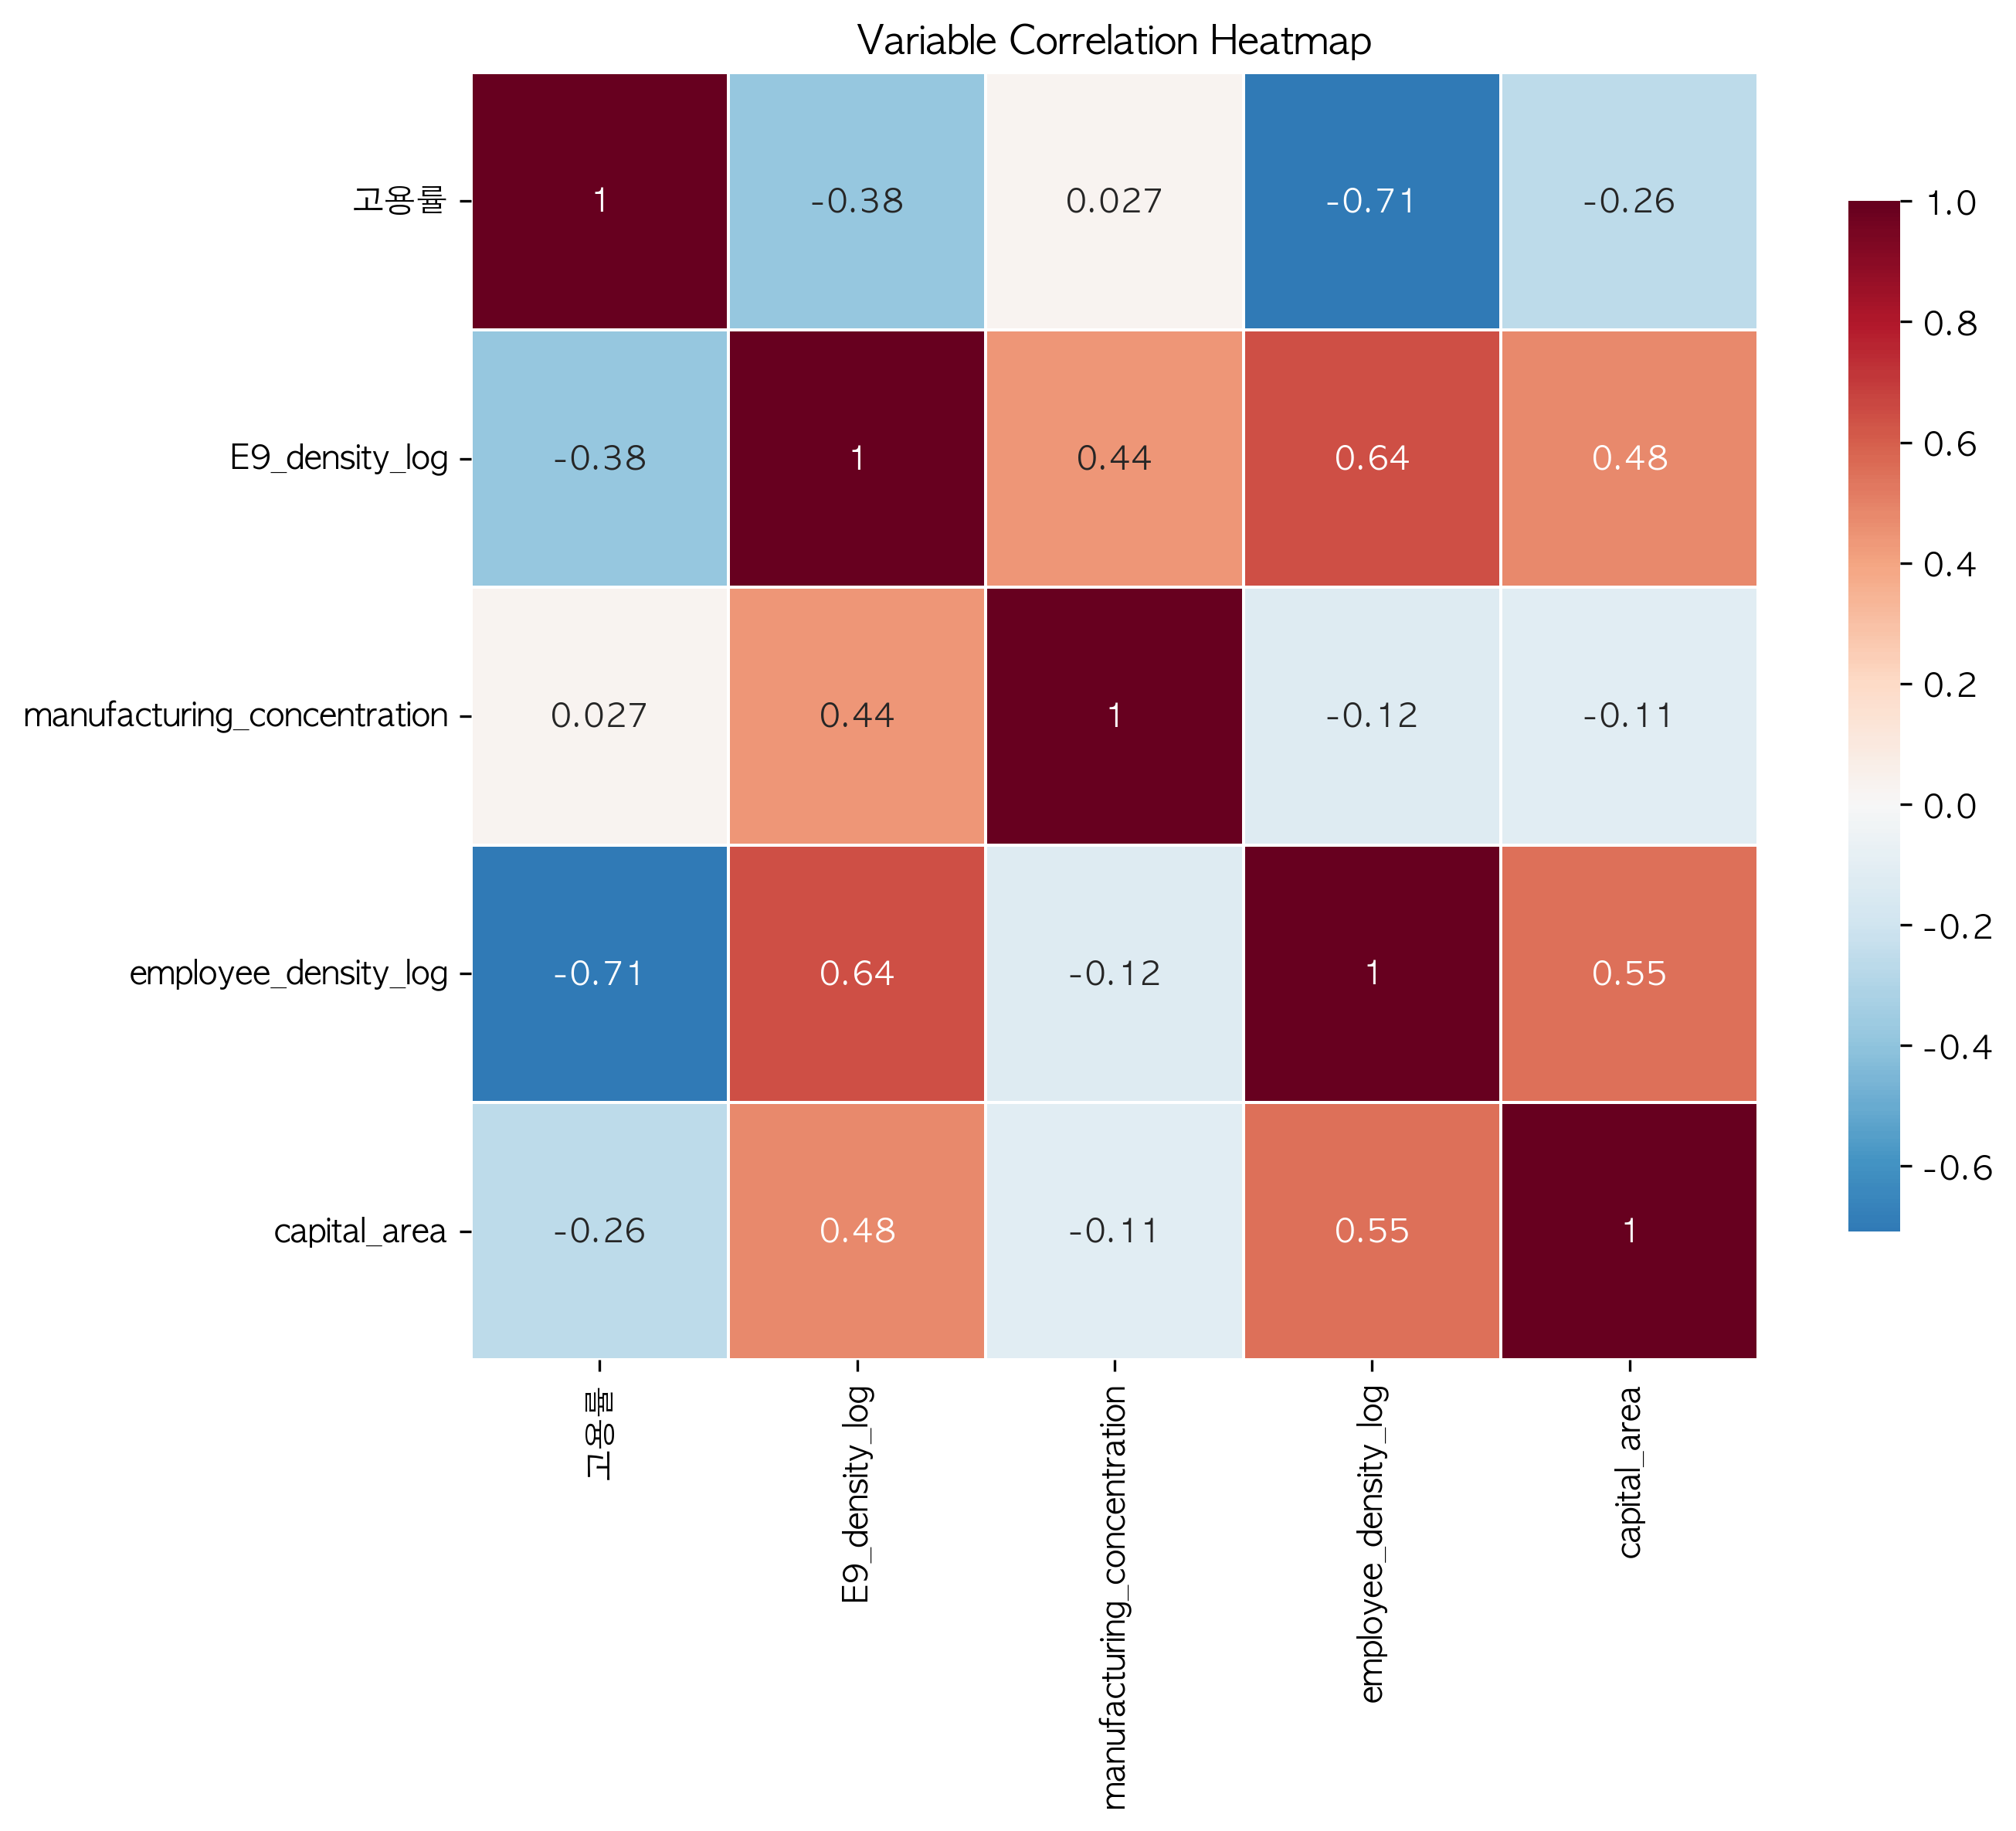 Variable Correlation Heatmap
고용률 1 -0.38 0.027 -0.71 -0.26
E9_density_log -0.38 1 0.44 0.64 0.48
manufacturing_concentration 0.027 0.44 1 -0.12 -0.11
employee_density_log -0.71 0.64 -0.12 1 0.55
capital_area -0.26 0.48 -0.11 0.55 1
고용률
E9_density_log
manufacturing_concentration
employee_density_log
capital_area
1.0
0.8
0.6
0.4
0.2
0.0
-0.2
-0.4
-0.6